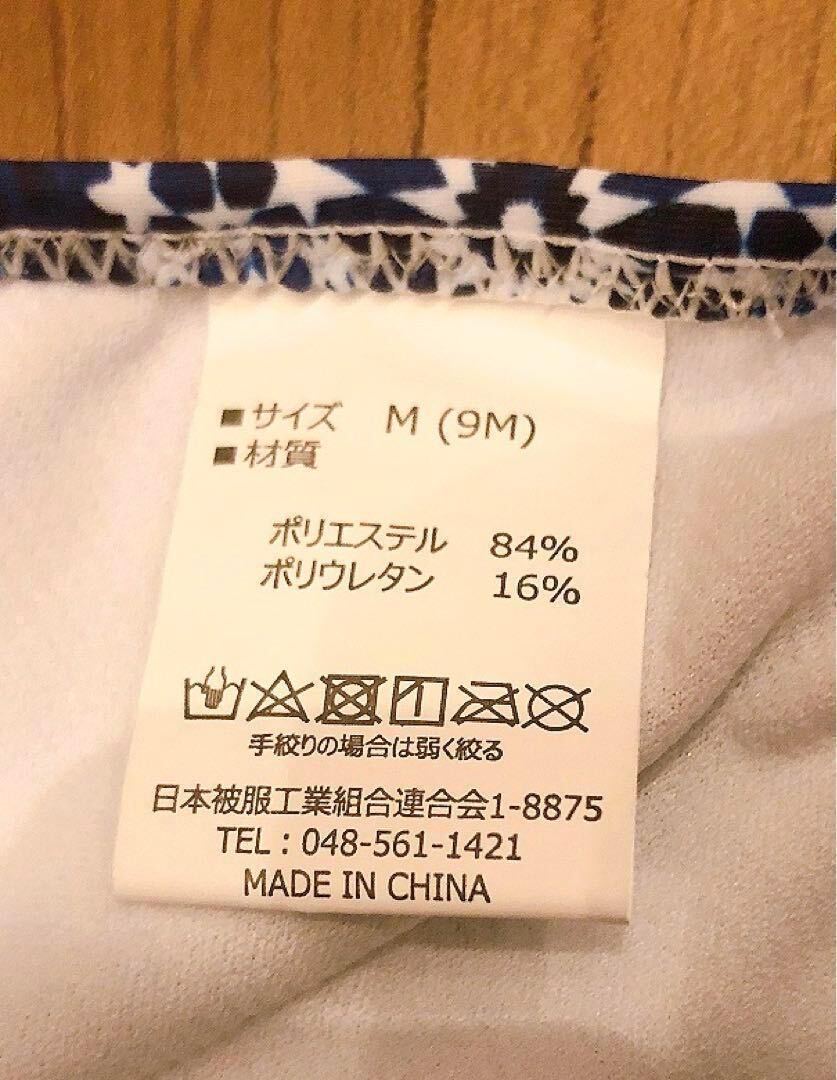 ■サイズ M (9M)
■材質
ポリエステル 84%
ポリウレタン 16%
手絞りの場合は弱く絞る
日本被服工業組合連合会1-8875
TEL：048-561-1421
MADE IN CHINA